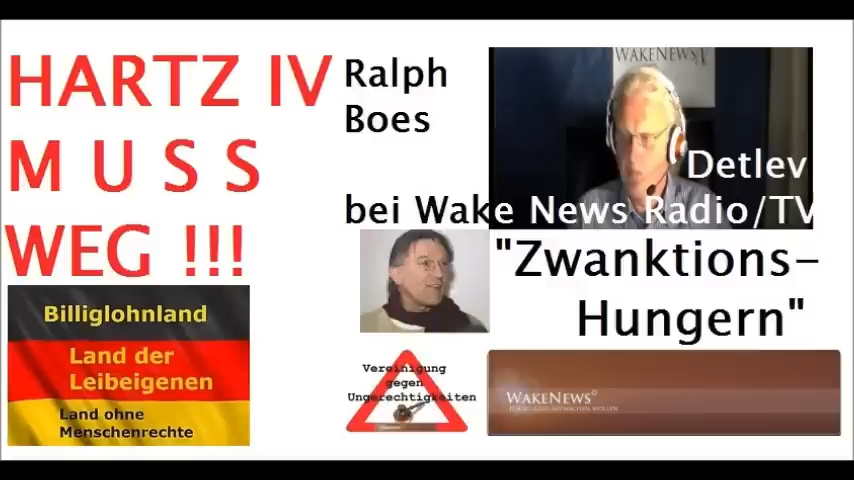 HARTZ IV
M U S S
WEG !!!
Ralph
Boes
WAKENEWS
Detlev
bei Wake News Radio/TV
"Zwanktions-
Hungern"
Billiglohnland
Land der
Leibeigenen
Land ohne
Menschenrechte
Vereinigung
gegen
Ungerechtigkeiten
WAKENEWS©